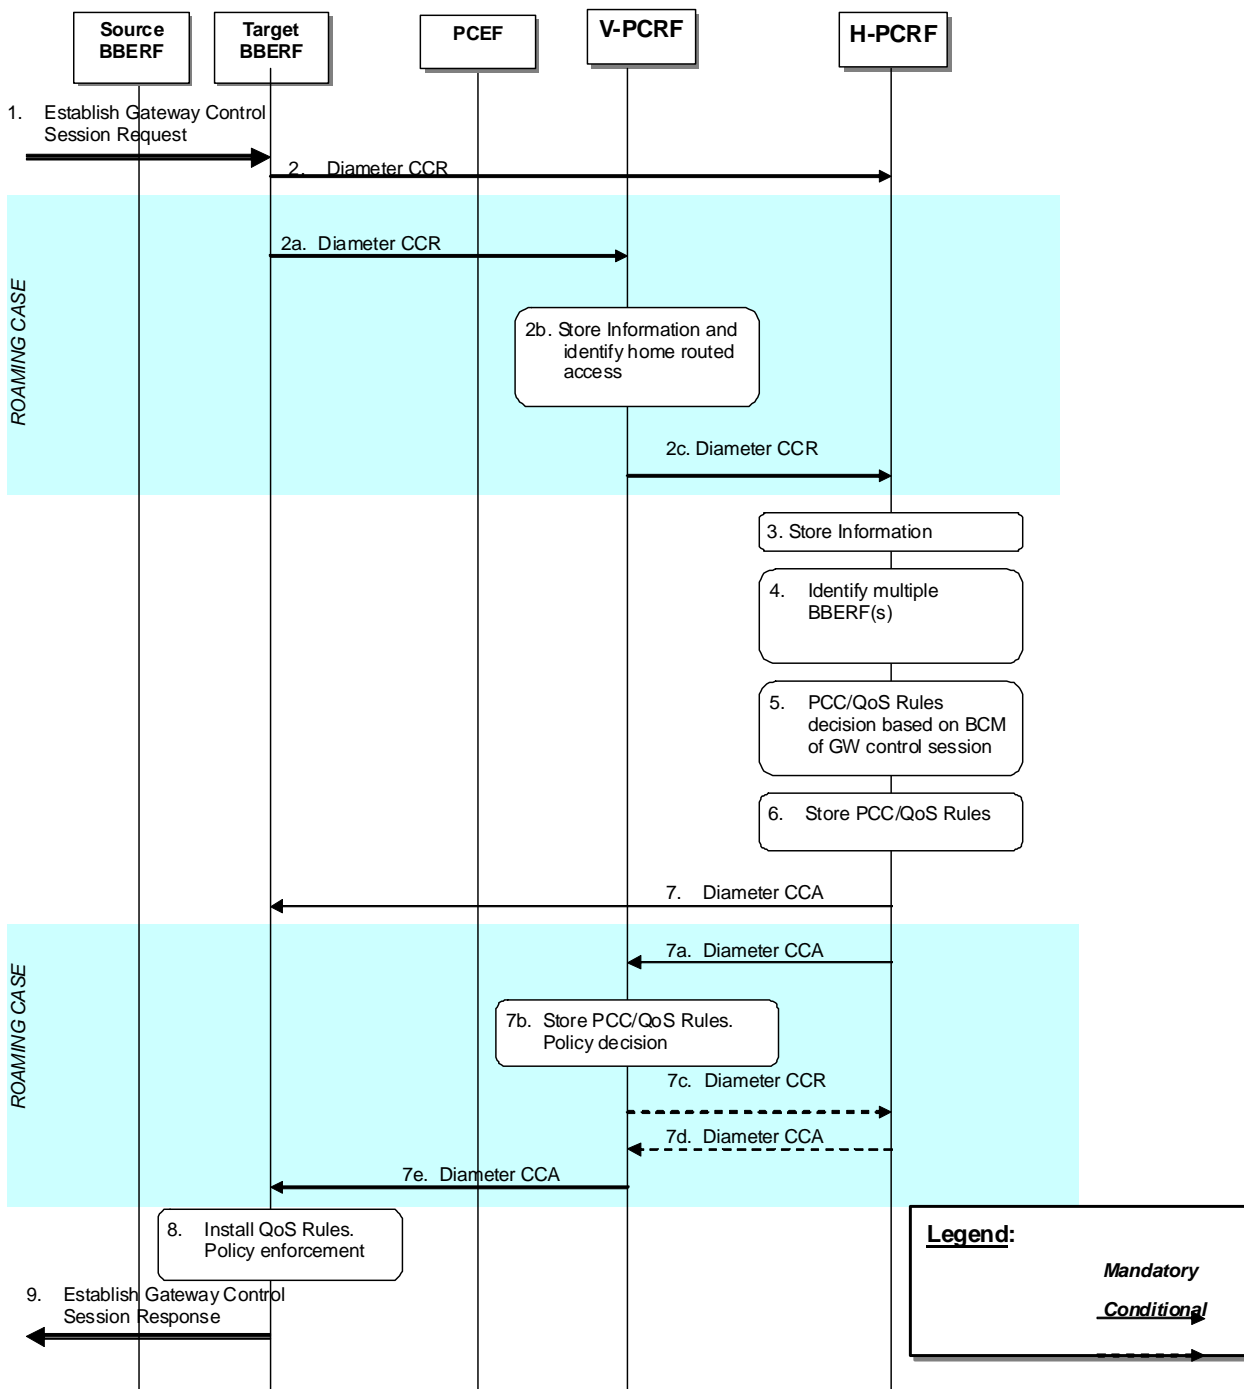 Source
BBERF
Target
BBERF
PCEF
V-PCRF
H-PCRF
1. Establish Gateway Control
Session Request
2. Diameter CCR
ROAMING CASE
2a. Diameter CCR
2b. Store Information and
identify home routed
access
2c. Diameter CCR
3. Store Information
4. Identify multiple
BBERF(s)
5. PCC/QoS Rules
decision based on BCM
of GW control session
6. Store PCC/QoS Rules
7. Diameter CCA
ROAMING CASE
7a. Diameter CCA
7b. Store PCC/QoS Rules.
Policy decision
7c. Diameter CCR
7d. Diameter CCA
7e. Diameter CCA
8. Install QoS Rules.
Policy enforcement
9. Establish Gateway Control
Session Response
Legend:
Mandatory
Conditional